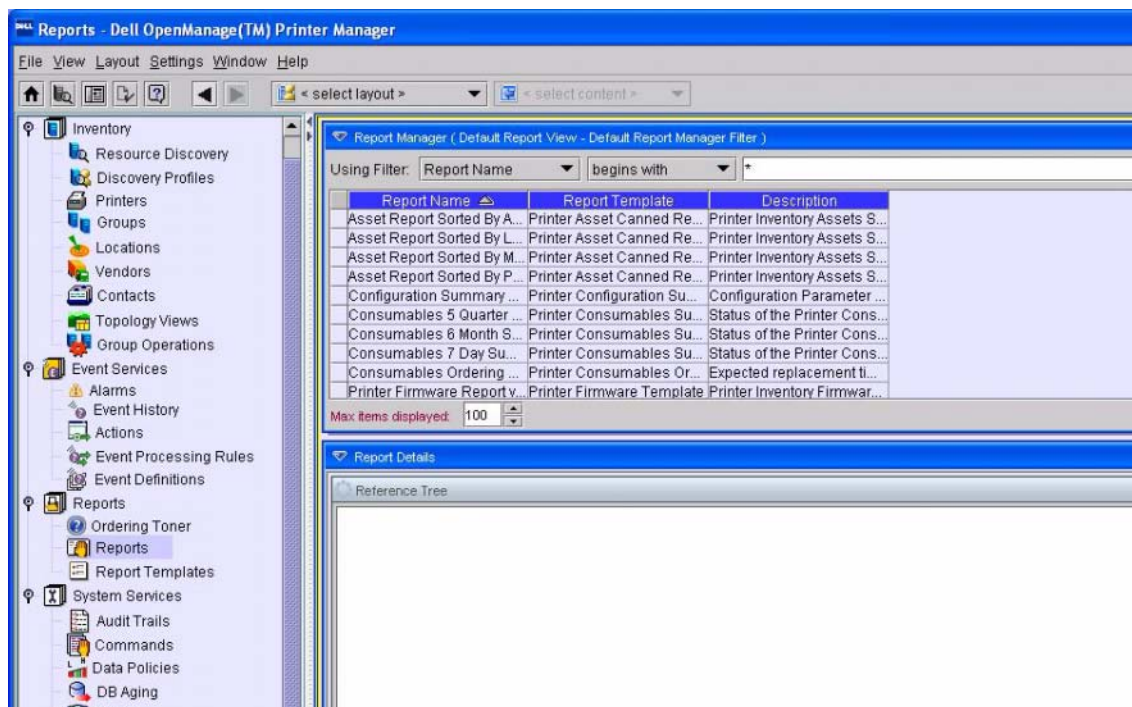 DELL Reports - Dell OpenManage(TM) Printer Manager
File View Layout Settings Window Help
< select layout > < select content >
Inventory
Resource Discovery
Discovery Profiles
Printers
Groups
Locations
Vendors
Contacts
Topology Views
Group Operations
Event Services
Alarms
Event History
Actions
Event Processing Rules
Event Definitions
Reports
Ordering Toner
Reports
Report Templates
System Services
Audit Trails
Commands
Data Policies
DB Aging
Report Manager ( Default Report View - Default Report Manager Filter )
Using Filter: Report Name begins with *
Report Name Report Template Description
Asset Report Sorted By A... Printer Asset Canned Re... Printer Inventory Assets S...
Asset Report Sorted By L... Printer Asset Canned Re... Printer Inventory Assets S...
Asset Report Sorted By M... Printer Asset Canned Re... Printer Inventory Assets S...
Asset Report Sorted By P... Printer Asset Canned Re... Printer Inventory Assets S...
Configuration Summary ... Printer Configuration Su... Configuration Parameter ...
Consumables 5 Quarter ... Printer Consumables Su... Status of the Printer Cons...
Consumables 6 Month S... Printer Consumables Su... Status of the Printer Cons...
Consumables 7 Day Su... Printer Consumables Su... Status of the Printer Cons...
Consumables Ordering ... Printer Consumables Or... Expected replacement ti...
Printer Firmware Report v... Printer Firmware Template Printer Inventory Firmwar...
Max items displayed: 100
Report Details
Reference Tree